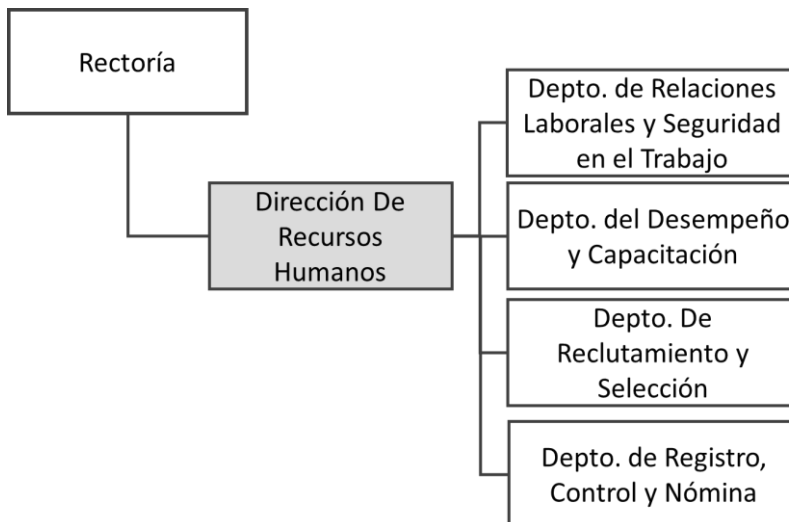 Rectoría
Dirección De
Recursos
Humanos
Depto. de Relaciones
Laborales y Seguridad
en el Trabajo
Depto. del Desempeño
y Capacitación
Depto. De
Reclutamiento y
Selección
Depto. de Registro,
Control y Nómina